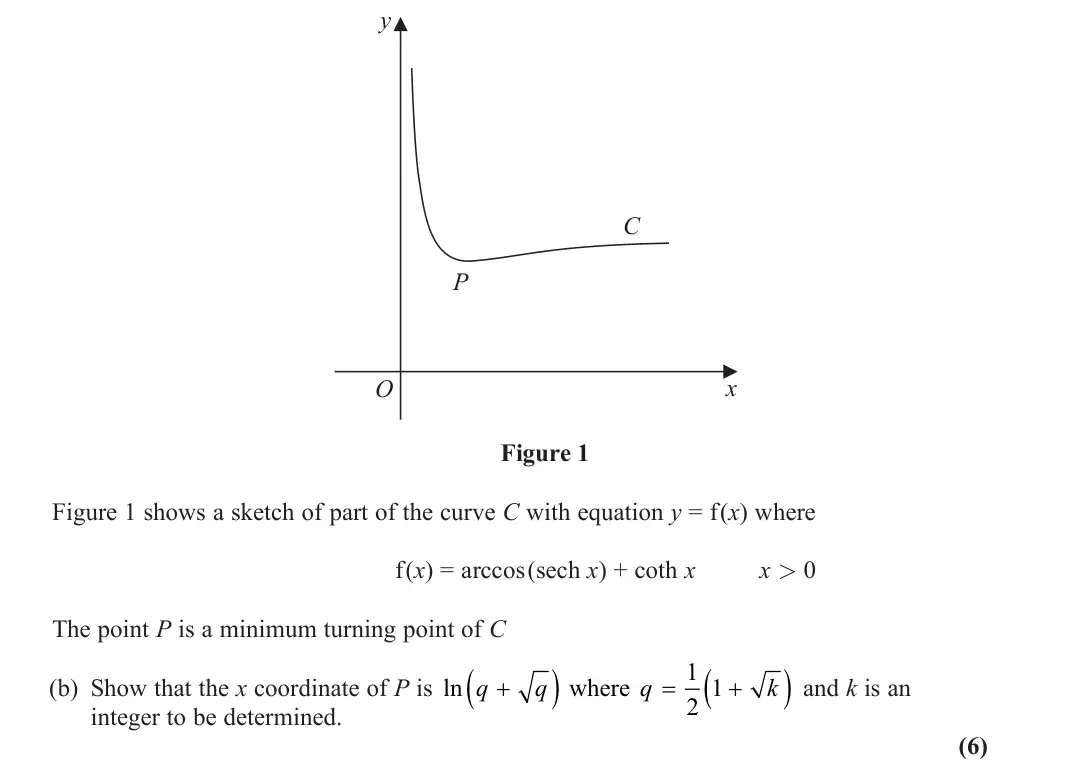 y
C
P
O
x
Figure 1
Figure 1 shows a sketch of part of the curve C with equation y = f(x) where
f(x) = arccos(sech x) + coth x x > 0
The point P is a minimum turning point of C
(b) Show that the x coordinate of P is ln(q + √q) where q = 1/2(1 + √k) and k is an
integer to be determined.
(6)